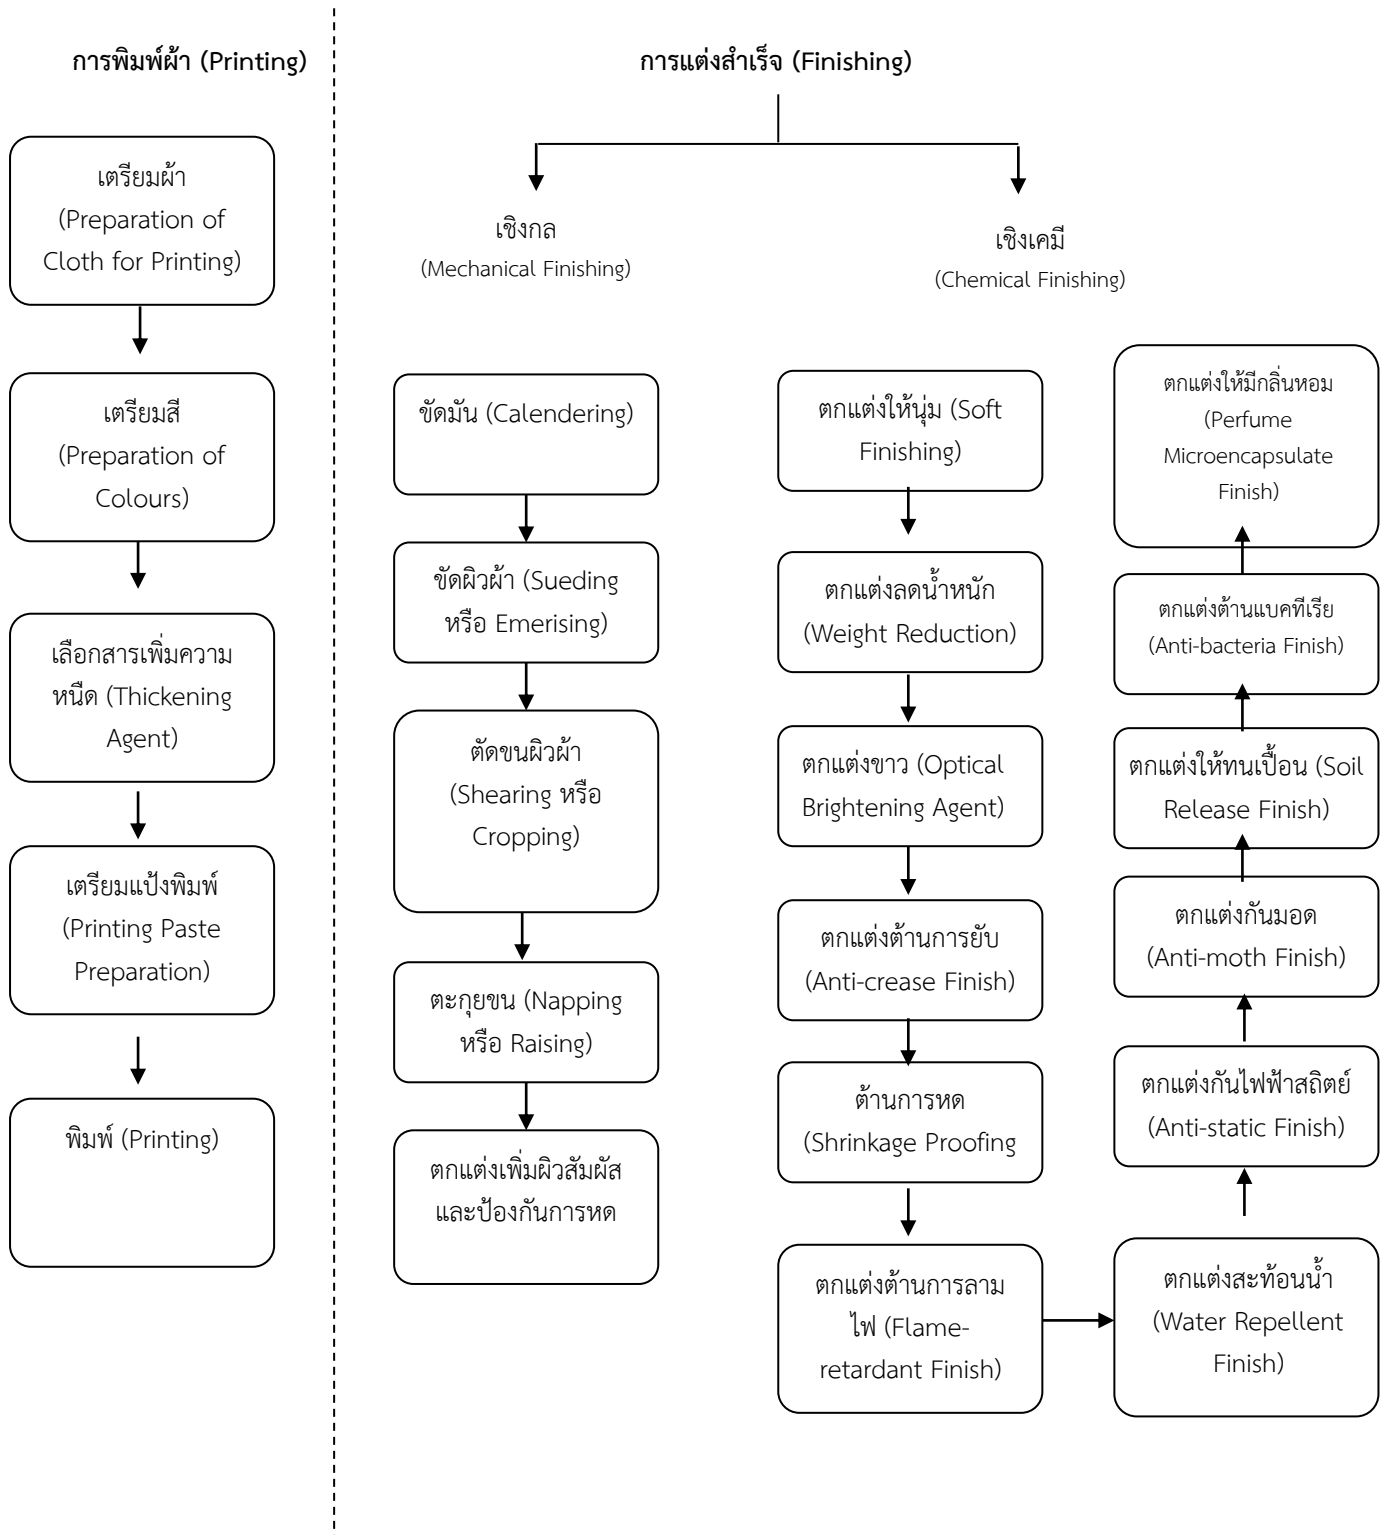 การพิมพ์ผ้า (Printing)
เตรียมผ้า
(Preparation of
Cloth for Printing)
เตรียมสี
(Preparation of
Colours)
เลือกสารเพิ่มความ
หนืด (Thickening
Agent)
เตรียมแป้งพิมพ์
(Printing Paste
Preparation)
พิมพ์ (Printing)
การแต่งสำเร็จ (Finishing)
เชิงกล
(Mechanical Finishing)
ขัดมัน (Calendering)
ขัดผิวผ้า (Sueding
หรือ Emerising)
ตัดขนผิวผ้า
(Shearing หรือ
Cropping)
ตะกุยขน (Napping
หรือ Raising)
ตกแต่งเพิ่มผิวสัมผัส
และป้องกันการหด
เชิงเคมี
(Chemical Finishing)
ตกแต่งให้นุ่ม (Soft
Finishing)
ตกแต่งลดน้ำหนัก
(Weight Reduction)
ตกแต่งขาว (Optical
Brightening Agent)
ตกแต่งต้านการยับ
(Anti-crease Finish)
ต้านการหด
(Shrinkage Proofing
ตกแต่งต้านการลาม
ไฟ (Flame-
retardant Finish)
ตกแต่งสะท้อนน้ำ
(Water Repellent
Finish)
ตกแต่งกันไฟฟ้าสถิตย์
(Anti-static Finish)
ตกแต่งกันมอด
(Anti-moth Finish)
ตกแต่งให้ทนเปื้อน (Soil
Release Finish)
ตกแต่งต้านแบคทีเรีย
(Anti-bacteria Finish)
ตกแต่งให้มีกลิ่นหอม
(Perfume
Microencapsulate
Finish)